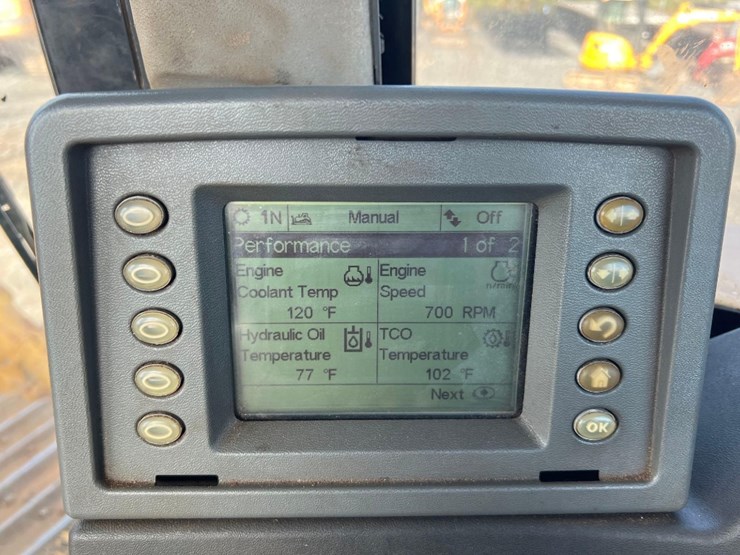 1N Manual Off
Performance 1 of 2
Engine
Coolant Temp
120 °F
Engine
Speed
n/min
700 RPM
Hydraulic Oil
Temperature
77 °F
TCO
Temperature
102 °F
Next
OK